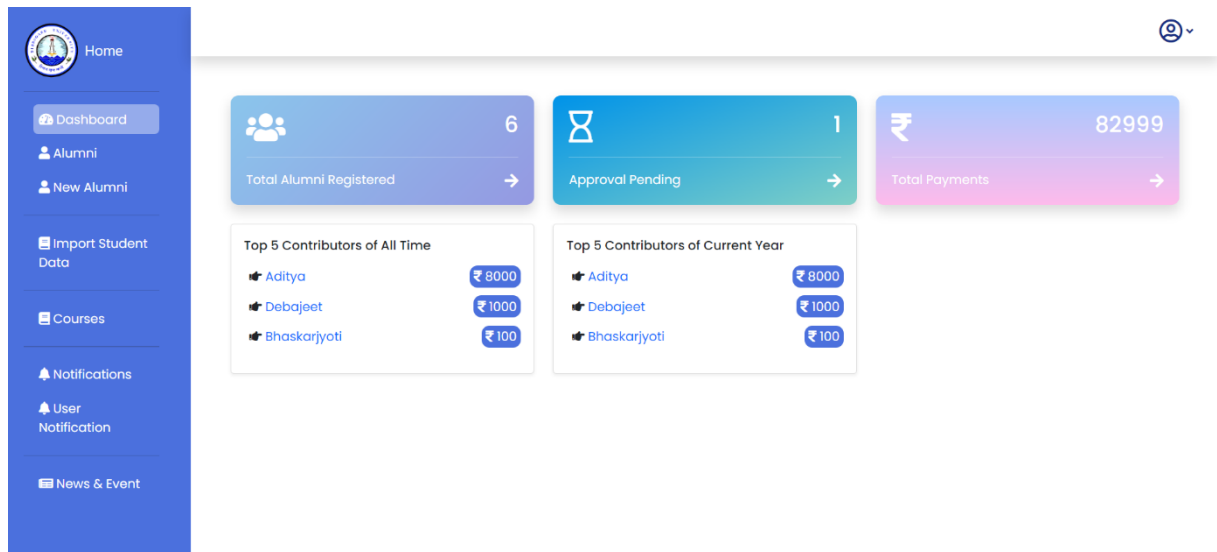 Home
Dashboard
Alumni
New Alumni
Import Student
Data
Courses
Notifications
User
Notification
News & Event
6
Total Alumni Registered
1
Approval Pending
₹ 82999
Total Payments
Top 5 Contributors of All Time
Aditya ₹ 8000
Debajeet ₹ 1000
Bhaskarjyoti ₹ 100
Top 5 Contributors of Current Year
Aditya ₹ 8000
Debajeet ₹ 1000
Bhaskarjyoti ₹ 100